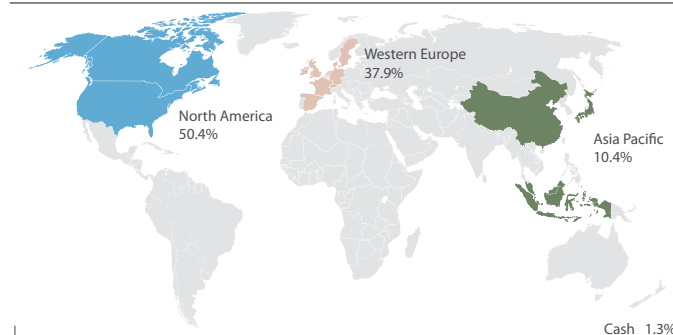 Western Europe
37.9%
North America
50.4%
Asia Pacific
10.4%
Cash 1.3%